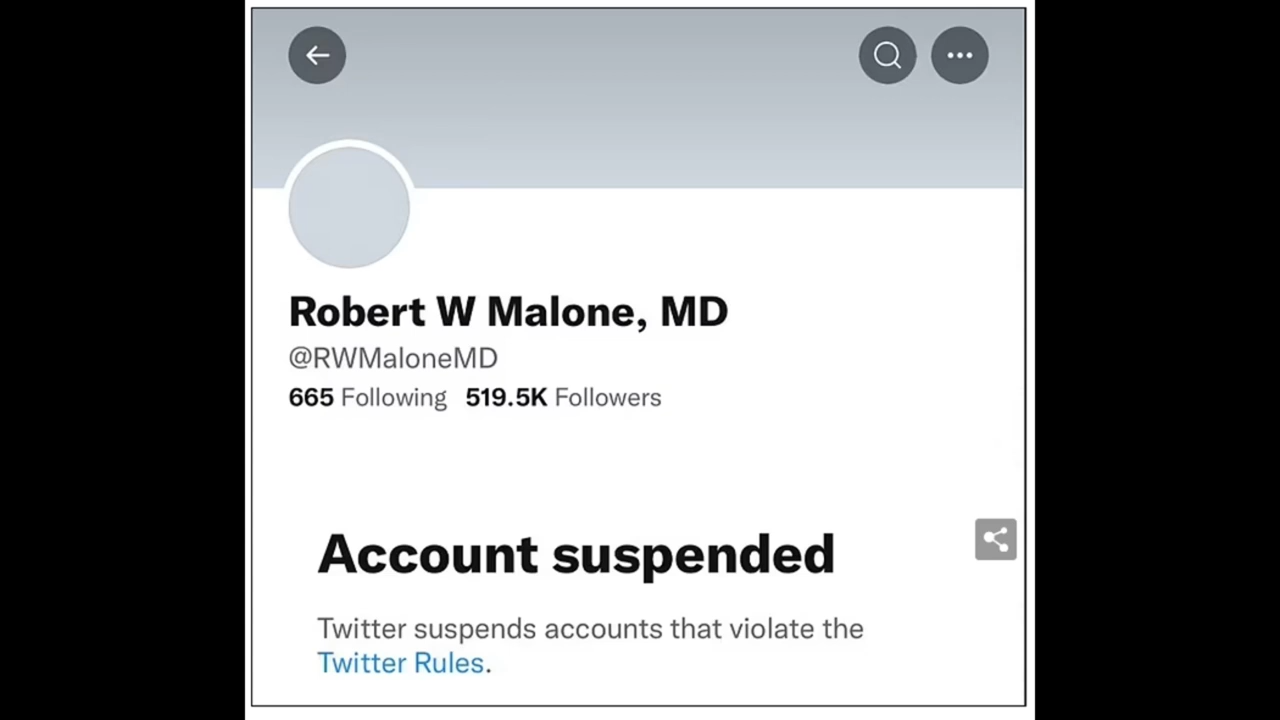 Robert W Malone, MD
@RWMaloneMD
665 Following 519.5K Followers
Account suspended
Twitter suspends accounts that violate the
Twitter Rules.